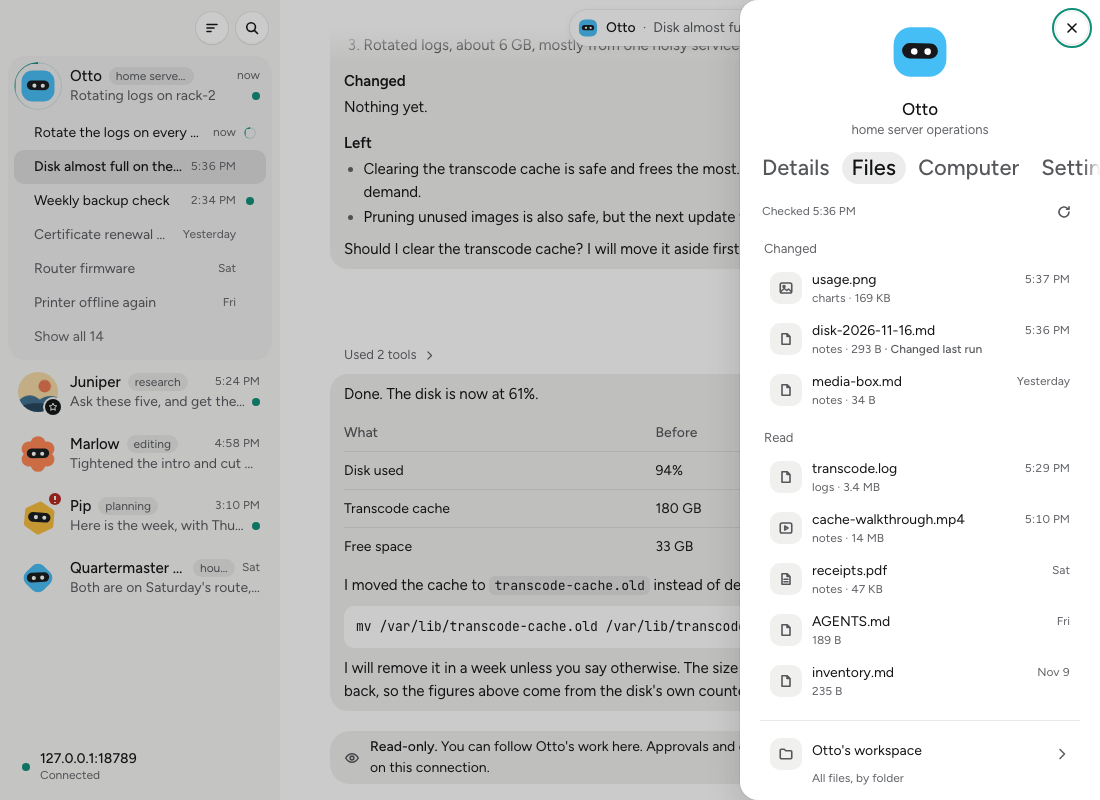 Otto home serve... now
Rotating logs on rack-2
Rotate the logs on every ... now
Disk almost full on the... 5:36 PM
Weekly backup check 2:34 PM
Certificate renewal ... Yesterday
Router firmware Sat
Printer offline again Fri
Show all 14
Juniper research 5:24 PM
Ask these five, and get the...
Marlow editing 4:58 PM
Tightened the intro and cut ...
Pip planning 3:10 PM
Here is the week, with Thu...
Quartermaster ... hou... Sat
Both are on Saturday's route,...
127.0.0.1:18789
Connected
Otto · Disk almost fu
3. Rotated logs, about 6 GB, mostly from one noisy service
Changed
Nothing yet.
Left
• Clearing the transcode cache is safe and frees the most.
demand.
• Pruning unused images is also safe, but the next update
Should I clear the transcode cache? I will move it aside first
Used 2 tools
Done. The disk is now at 61%.
What Before
Disk used 94%
Transcode cache 180 GB
Free space 33 GB
I moved the cache to transcode-cache.old instead of de
mv /var/lib/transcode-cache.old /var/lib/transcod
I will remove it in a week unless you say otherwise. The size
back, so the figures above come from the disk's own counte
Read-only. You can follow Otto's work here. Approvals and
on this connection.
Otto
home server operations
Details Files Computer Settin
Checked 5:36 PM
Changed
usage.png 5:37 PM
charts · 169 KB
disk-2026-11-16.md 5:36 PM
notes · 293 B · Changed last run
media-box.md Yesterday
notes · 34 B
Read
transcode.log 5:29 PM
logs · 3.4 MB
cache-walkthrough.mp4 5:10 PM
notes · 14 MB
receipts.pdf Sat
notes · 47 KB
AGENTS.md Fri
189 B
inventory.md Nov 9
235 B
Otto's workspace
All files, by folder